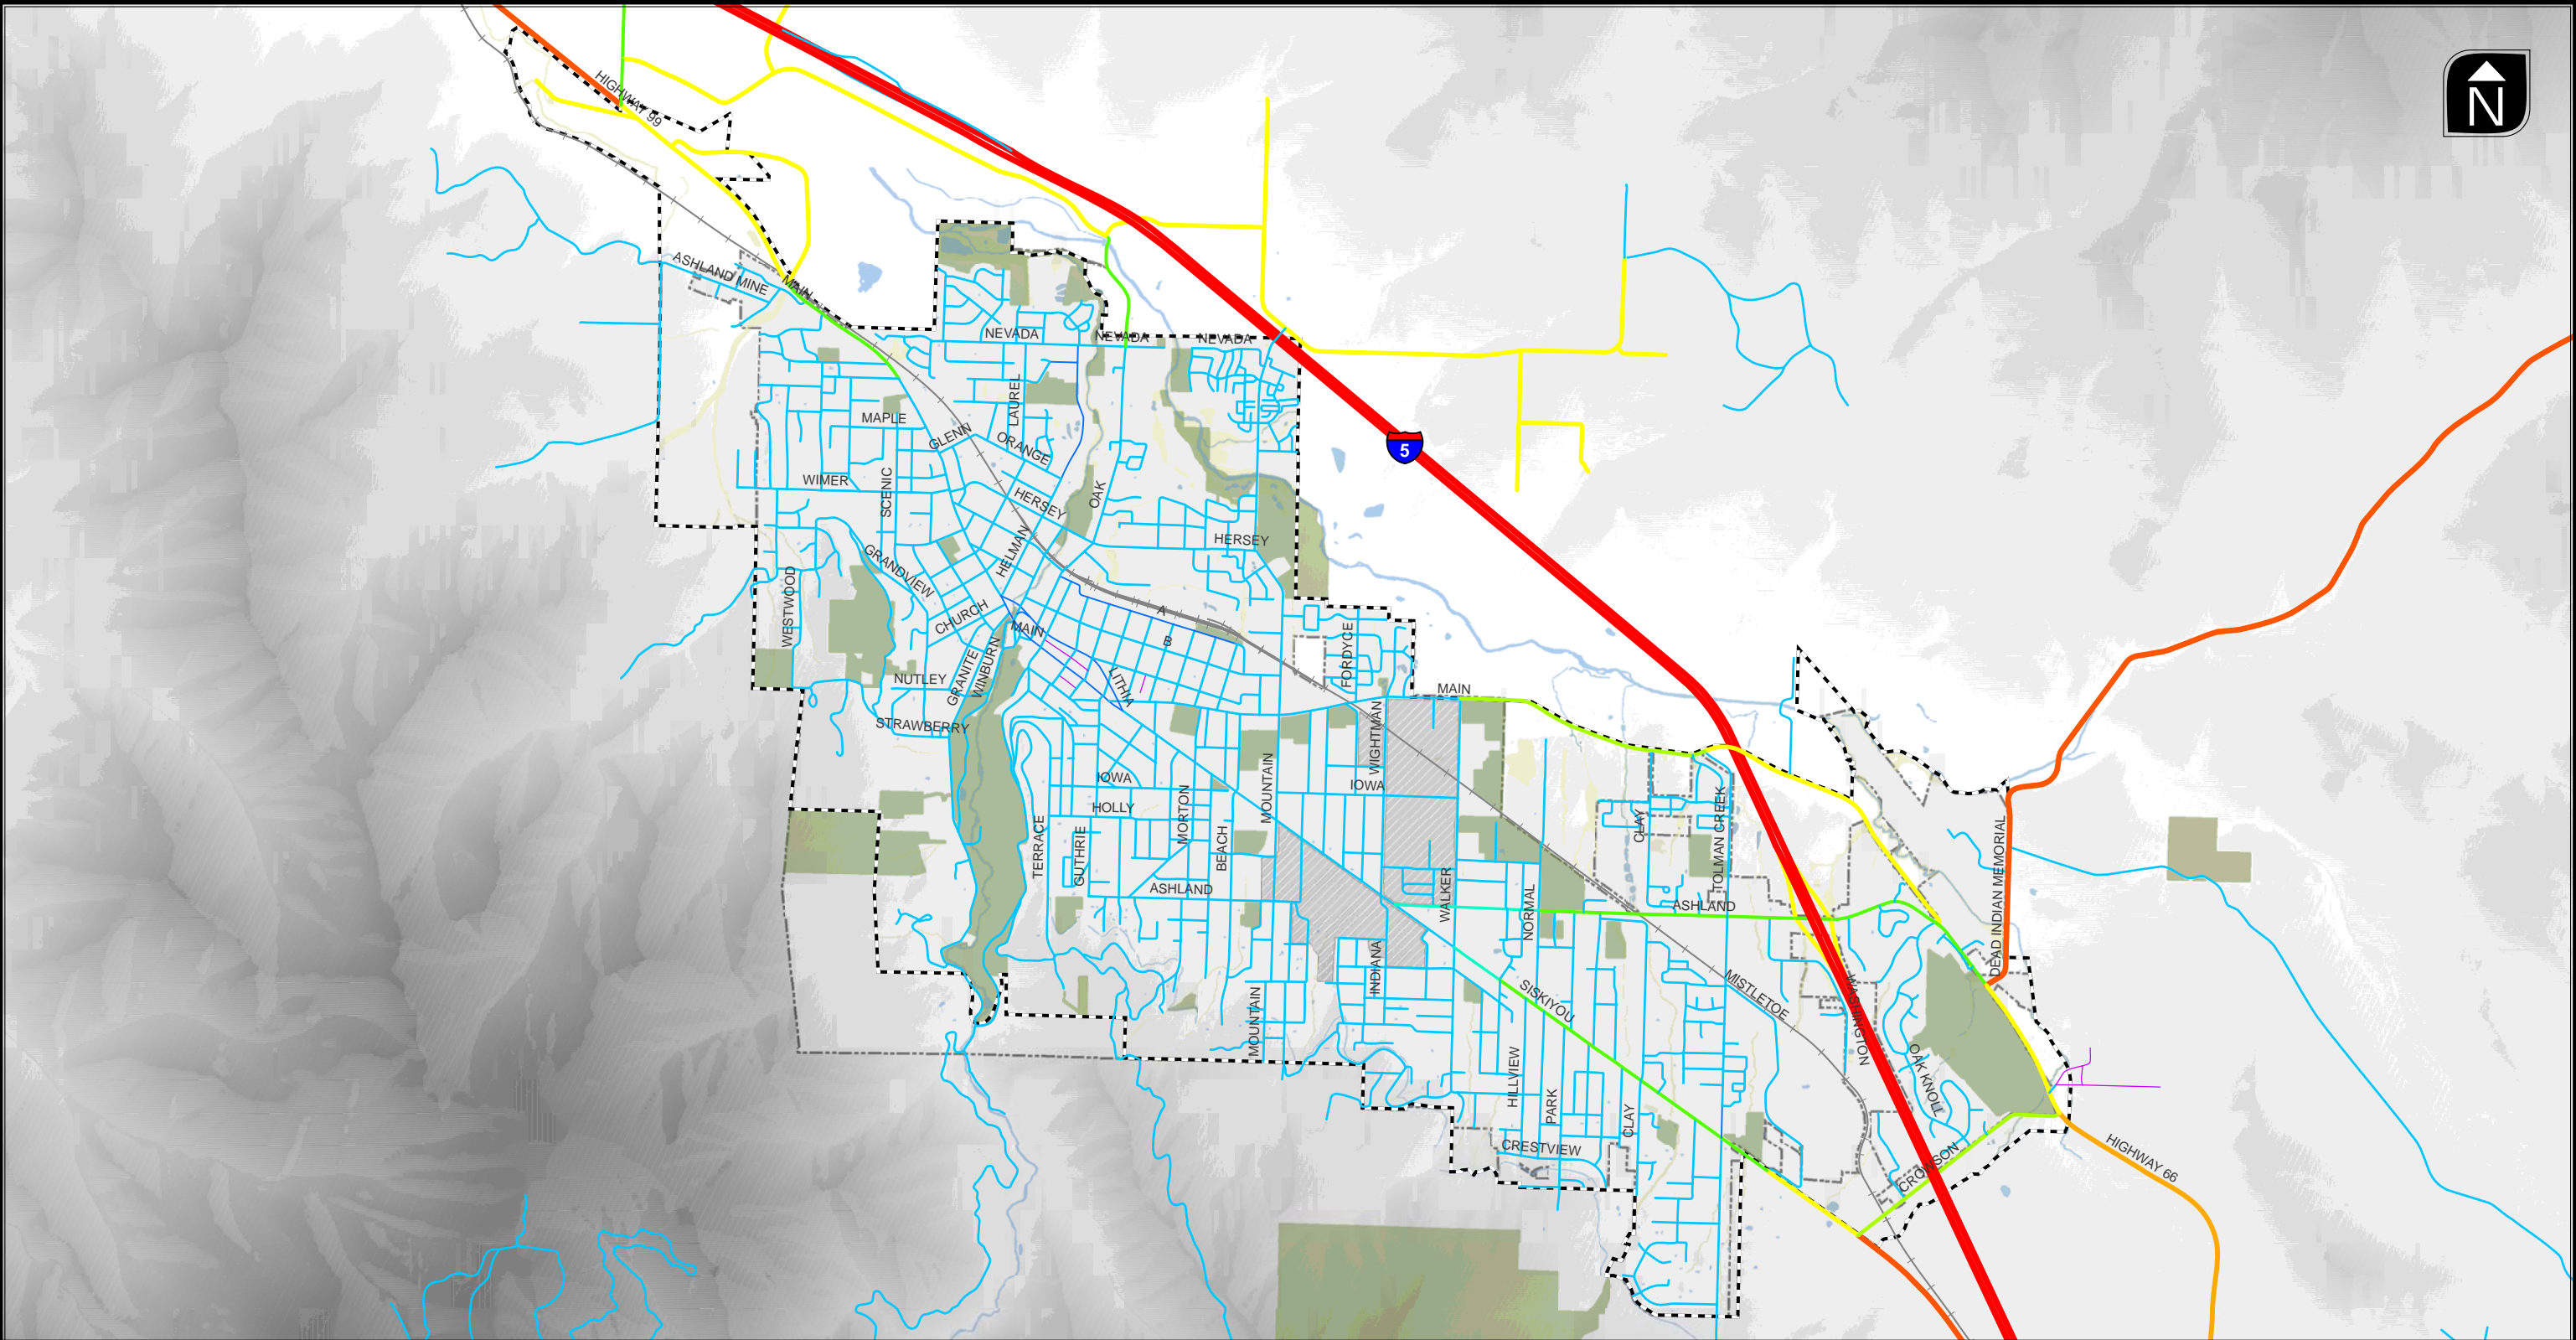 N
HIGHWAY 99
ASHLAND MINE
MAIN
NEVADA
NEVADA
NEVADA
LAUREL
MAPLE
GLENN
ORANGE
5
WIMER
SCENIC
HERSEY
OAK
HERSEY
HELMAN
GRANDVIEW
WESTWOOD
CHURCH
MAIN
A
B
FORDYCE
GRANITE
WINBURN
NUTLEY
LITHIA
MAIN
STRAWBERRY
WIGHTMAN
IOWA
MOUNTAIN
IOWA
HOLLY
MORTON
TERRACE
GUTHRIE
BEACH
CLAY
TOLMAN CREEK
DEAD INDIAN MEMORIAL
ASHLAND
WALKER
NORMAL
ASHLAND
INDIANA
MOUNTAIN
SISKIYOU
MISTLETOE
WASHINGTON
OAK KNOLL
HILLVIEW
PARK
CLAY
CRESTVIEW
CROWSON
HIGHWAY 66